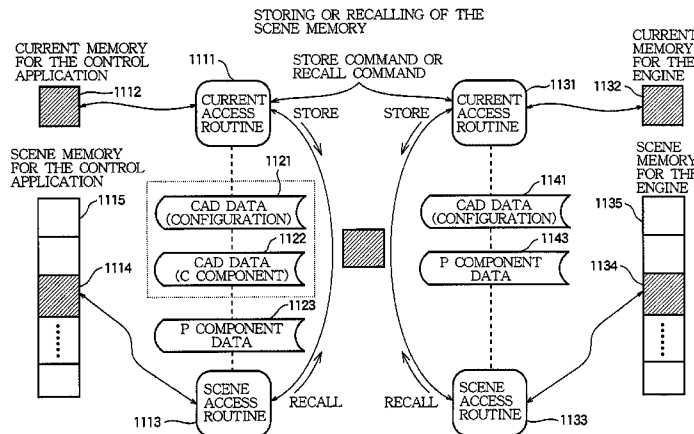 STORING OR RECALLING OF THE
SCENE MEMORY
CURRENT MEMORY
FOR THE CONTROL
APPLICATION
1111
STORE COMMAND OR
RECALL COMMAND
CURRENT
MEMORY
FOR THE
ENGINE
1112
CURRENT
ACCESS
ROUTINE
1131
CURRENT
ACCESS
ROUTINE
1132
STORE
STORE
SCENE MEMORY
FOR THE CONTROL
APPLICATION
SCENE
MEMORY
FOR THE
ENGINE
1115
1121
CAD DATA
(CONFIGURATION)
1141
CAD DATA
(CONFIGURATION)
1135
1122
CAD DATA
(C COMPONENT)
1143
P COMPONENT
DATA
1114
1134
1123
P COMPONENT
DATA
SCENE
ACCESS
ROUTINE
1113
RECALL
RECALL
SCENE
ACCESS
ROUTINE
1133